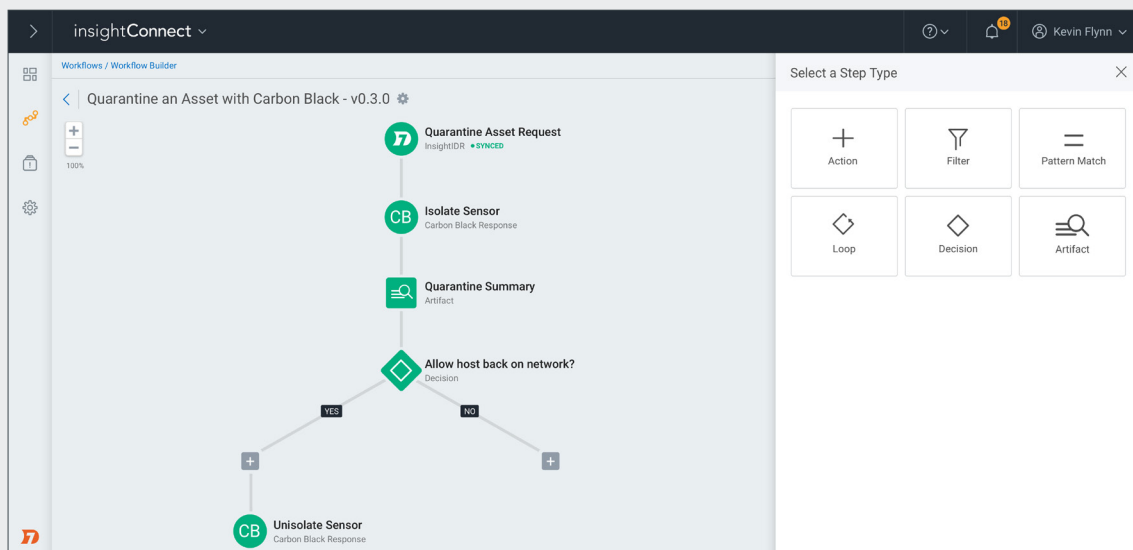 insightConnect
18
Kevin Flynn
Workflows / Workflow Builder
Select a Step Type
Quarantine an Asset with Carbon Black - v0.3.0
100%
Quarantine Asset Request
InsightIDR • SYNCED
CB
Isolate Sensor
Carbon Black Response
Quarantine Summary
Artifact
Allow host back on network?
Decision
YES
NO
CB
Unisolate Sensor
Carbon Black Response
Action
Filter
Pattern Match
Loop
Decision
Artifact